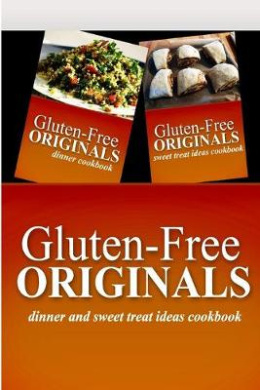 Gluten-Free
ORIGINALS
dinner cookbook
Gluten-Free
ORIGINALS
sweet treat ideas cookbook
Gluten-Free
ORIGINALS
dinner and sweet treat ideas cookbook